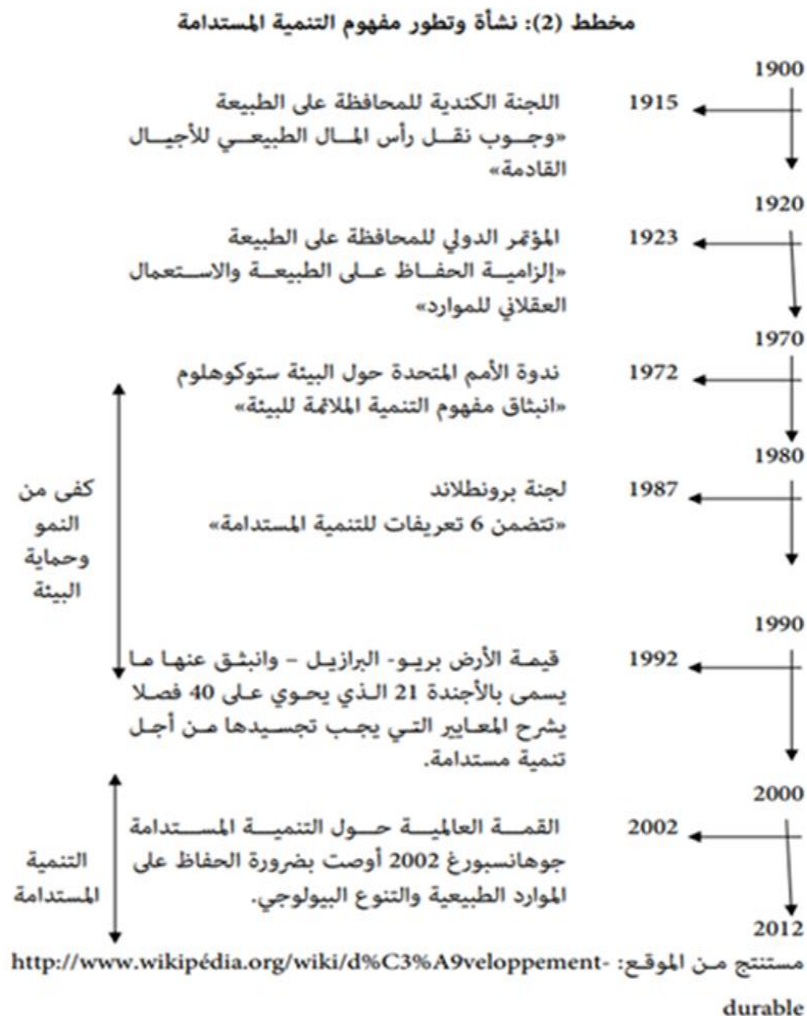 مخطط (2): نشأة وتطور مفهوم التنمية المستدامة
1900
1915
اللجنة الكندية للمحافظة على الطبيعة
«وجوب نقل رأس المال الطبيعي للأجيال
القادمة»
1920
1923
المؤتمر الدولي للمحافظة على الطبيعة
«إلزامية الحفاظ على الطبيعة والاستعمال
العقلاني للموارد»
1970
1972
ندوة الأمم المتحدة حول البيئة ستوكوهلوم
«انبثاق مفهوم التنمية الملائمة للبيئة»
1980
1987
لجنة برونطلاند
«تتضمن 6 تعريفات للتنمية المستدامة»
كفى من
النمو
وحماية
البيئة
1990
1992
قيمة الأرض بريو- البرازيل – وانبثق عنها ما
يسمى بالأجندة 21 الذي يحوي على 40 فصلا
يشرح المعايير التي يجب تجسيدها من أجل
تنمية مستدامة.
2000
2002
القمة العالمية حول التنمية المستدامة
جوهانسبورغ 2002 أوصت بضرورة الحفاظ على
الموارد الطبيعية والتنوع البيولوجي.
التنمية
المستدامة
2012
مستنتج من الموقع: http://www.wikipédia.org/wiki/d%C3%A9veloppement-
durable